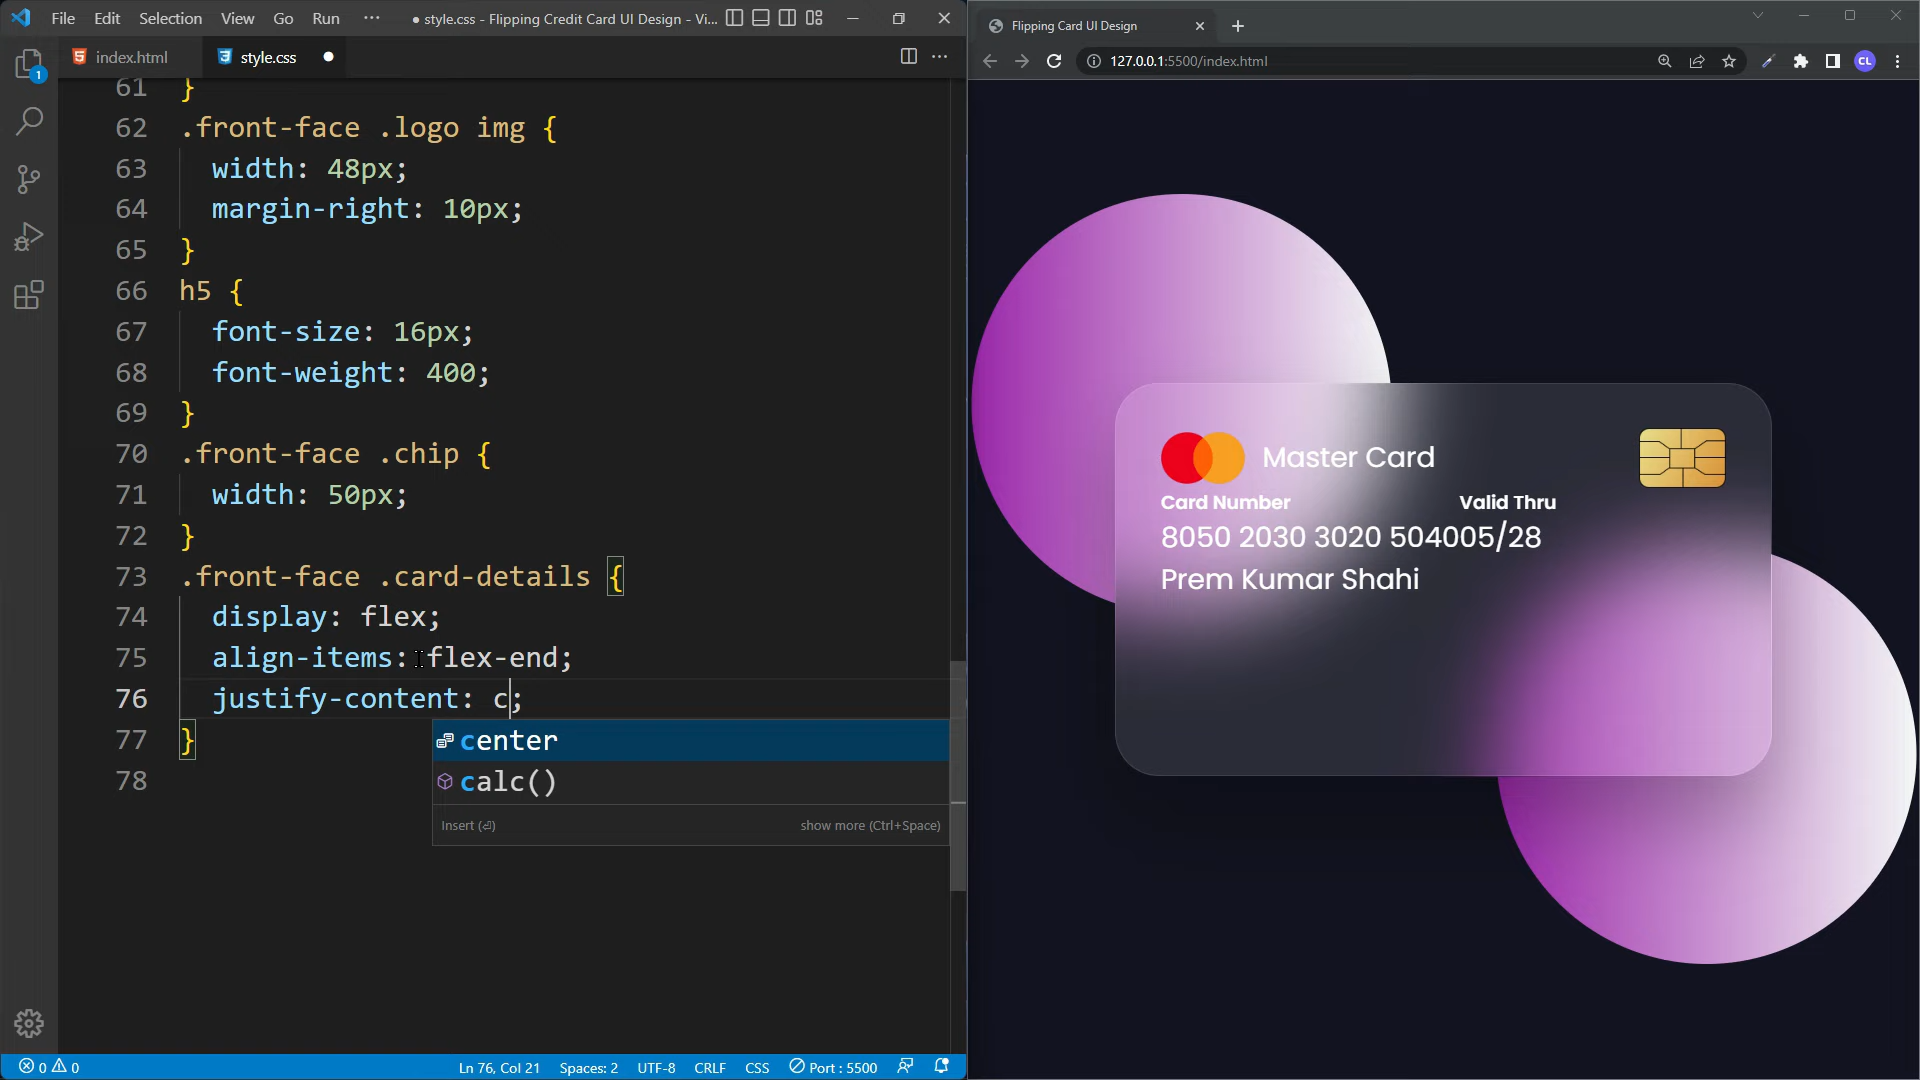 File Edit Selection View Go Run ··· ● style.css - Flipping Credit Card UI Design - Vi...
index.html style.css
1
61 }
62 .front-face .logo img {
63 width: 48px;
64 margin-right: 10px;
65 }
66 h5 {
67 font-size: 16px;
68 font-weight: 400;
69 }
70 .front-face .chip {
71 width: 50px;
72 }
73 .front-face .card-details {
74 display: flex;
75 align-items: flex-end;
76 justify-content: c;
77 }
78
center
calc()
Insert (⏎) show more (Ctrl+Space)
0 0 Ln 76, Col 21 Spaces: 2 UTF-8 CRLF CSS Port : 5500
Flipping Card UI Design
127.0.0.1:5500/index.html CL
Master Card
Card Number Valid Thru
8050 2030 3020 504005/28
Prem Kumar Shahi